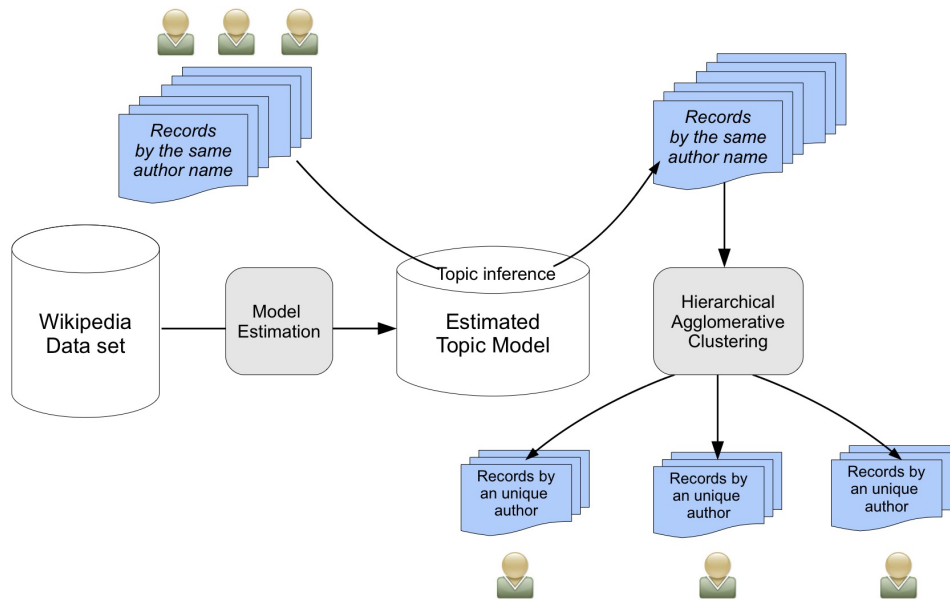 Records
by the same
author name
Records
by the same
author name
Wikipedia
Data set
Model
Estimation
Topic inference
Estimated
Topic Model
Hierarchical
Agglomerative
Clustering
Records by
an unique
author
Records by
an unique
author
Records by
an unique
author